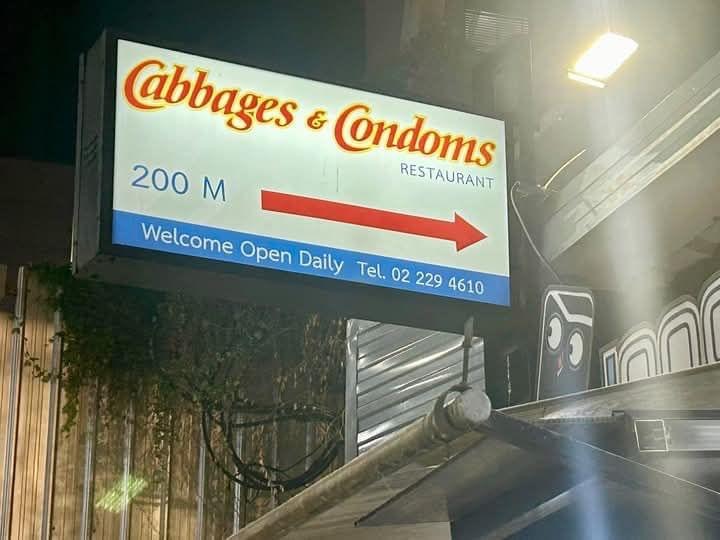 Cabbages & Condoms
RESTAURANT
200 M
Welcome Open Daily Tel. 02 229 4610